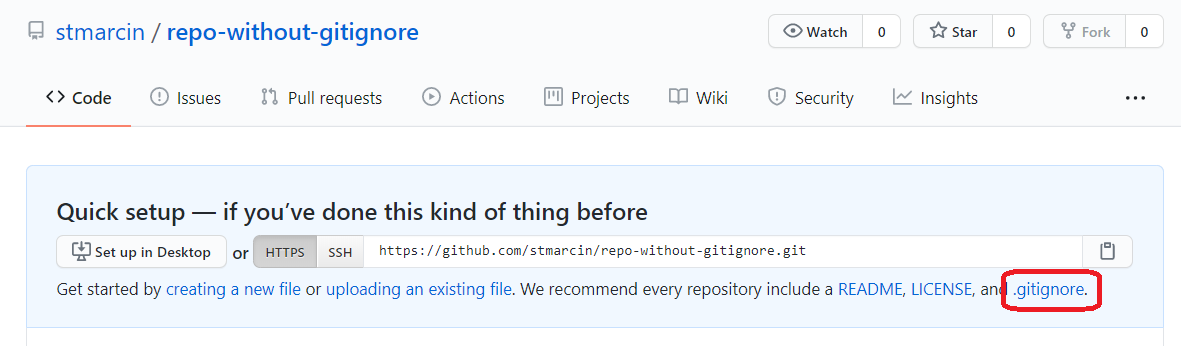 stmarcin / repo-without-gitignore
Watch 0 Star 0 Fork 0
Code Issues Pull requests Actions Projects Wiki Security Insights ...
Quick setup — if you’ve done this kind of thing before
Set up in Desktop or HTTPS SSH https://github.com/stmarcin/repo-without-gitignore.git
Get started by creating a new file or uploading an existing file. We recommend every repository include a README, LICENSE, and .gitignore.